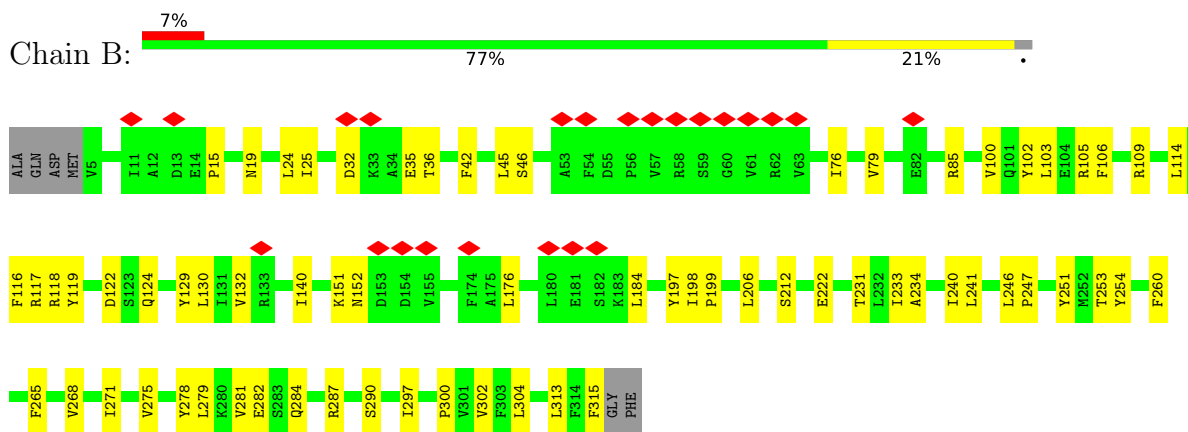 7%
Chain B:
77% 21% •
ALA GLN ASP MET V5 I11 A12 D13 E14 P15 N19 L24 I25 D32 K33 A34 E35 T36 F42 L45 S46 A53 F54 D55 P56 V57 R58 S59 G60 V61 R62 V63 I76 V79 E82 R85 V100 Q101 Y102 L103 E104 R105 F106 R109 L114
F116 R117 R118 Y119 D122 S123 Q124 Y129 L130 I131 V132 R133 I140 K151 N152 D153 D154 V155 F174 A175 L176 L180 E181 S182 K183 L184 Y197 I198 P199 L206 S212 E222 T231 L232 I233 A234 I240 L241 L246 P247 Y251 M252 T253 Y254 F260
F265 V268 I271 V275 Y278 L279 K280 V281 E282 S283 Q284 R287 S290 I297 P300 V301 V302 F303 L304 L313 F314 F315 GLY PHE